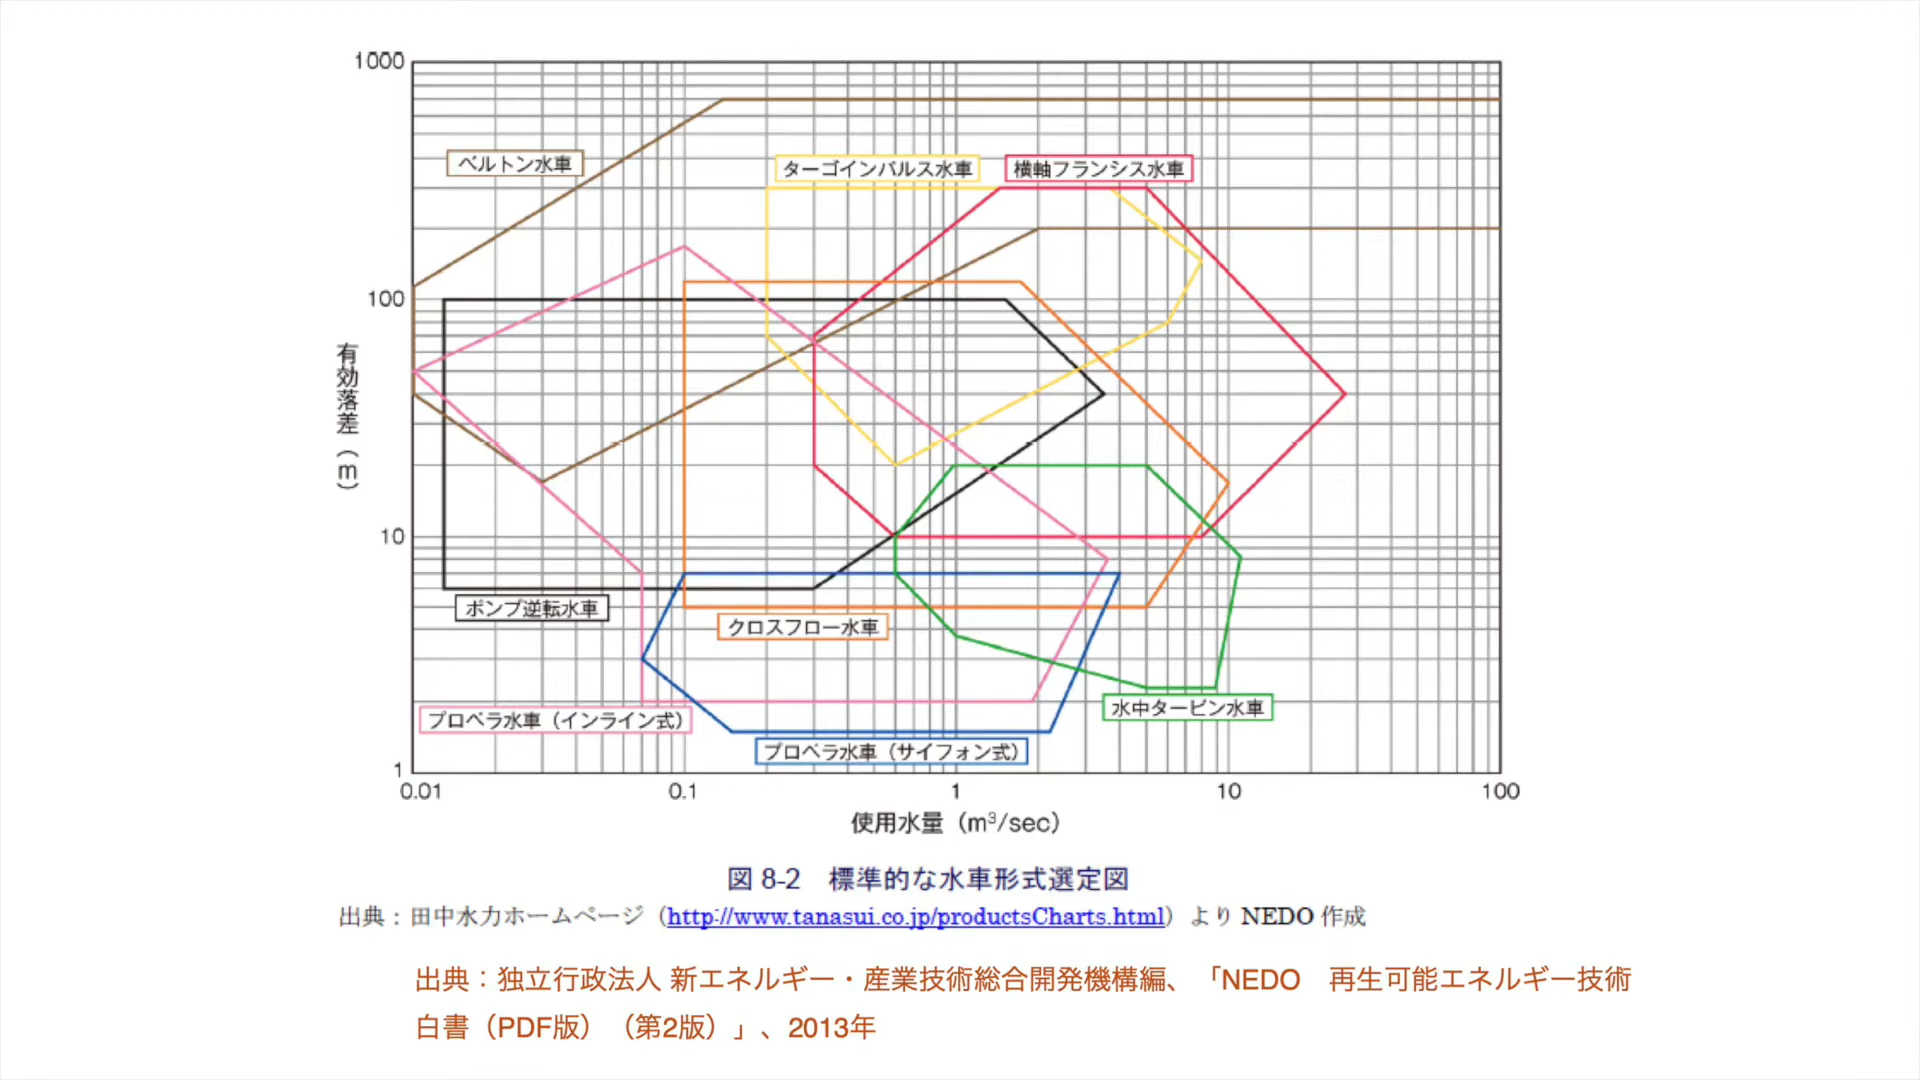 1000
ペルトン水車
ターゴインパルス水車
横軸フランシス水車
100
有効落差（m）
10
ポンプ逆転水車
クロスフロー水車
プロペラ水車（インライン式）
水中タービン水車
プロペラ水車（サイフォン式）
1
0.01
0.1
1
10
100
使用水量（m³/sec）
図 8-2　標準的な水車形式選定図
出典：田中水力ホームページ（http://www.tanasui.co.jp/productsCharts.html）より NEDO 作成
出典：独立行政法人 新エネルギー・産業技術総合開発機構編、「NEDO　再生可能エネルギー技術
白書（PDF版）（第2版）」、2013年